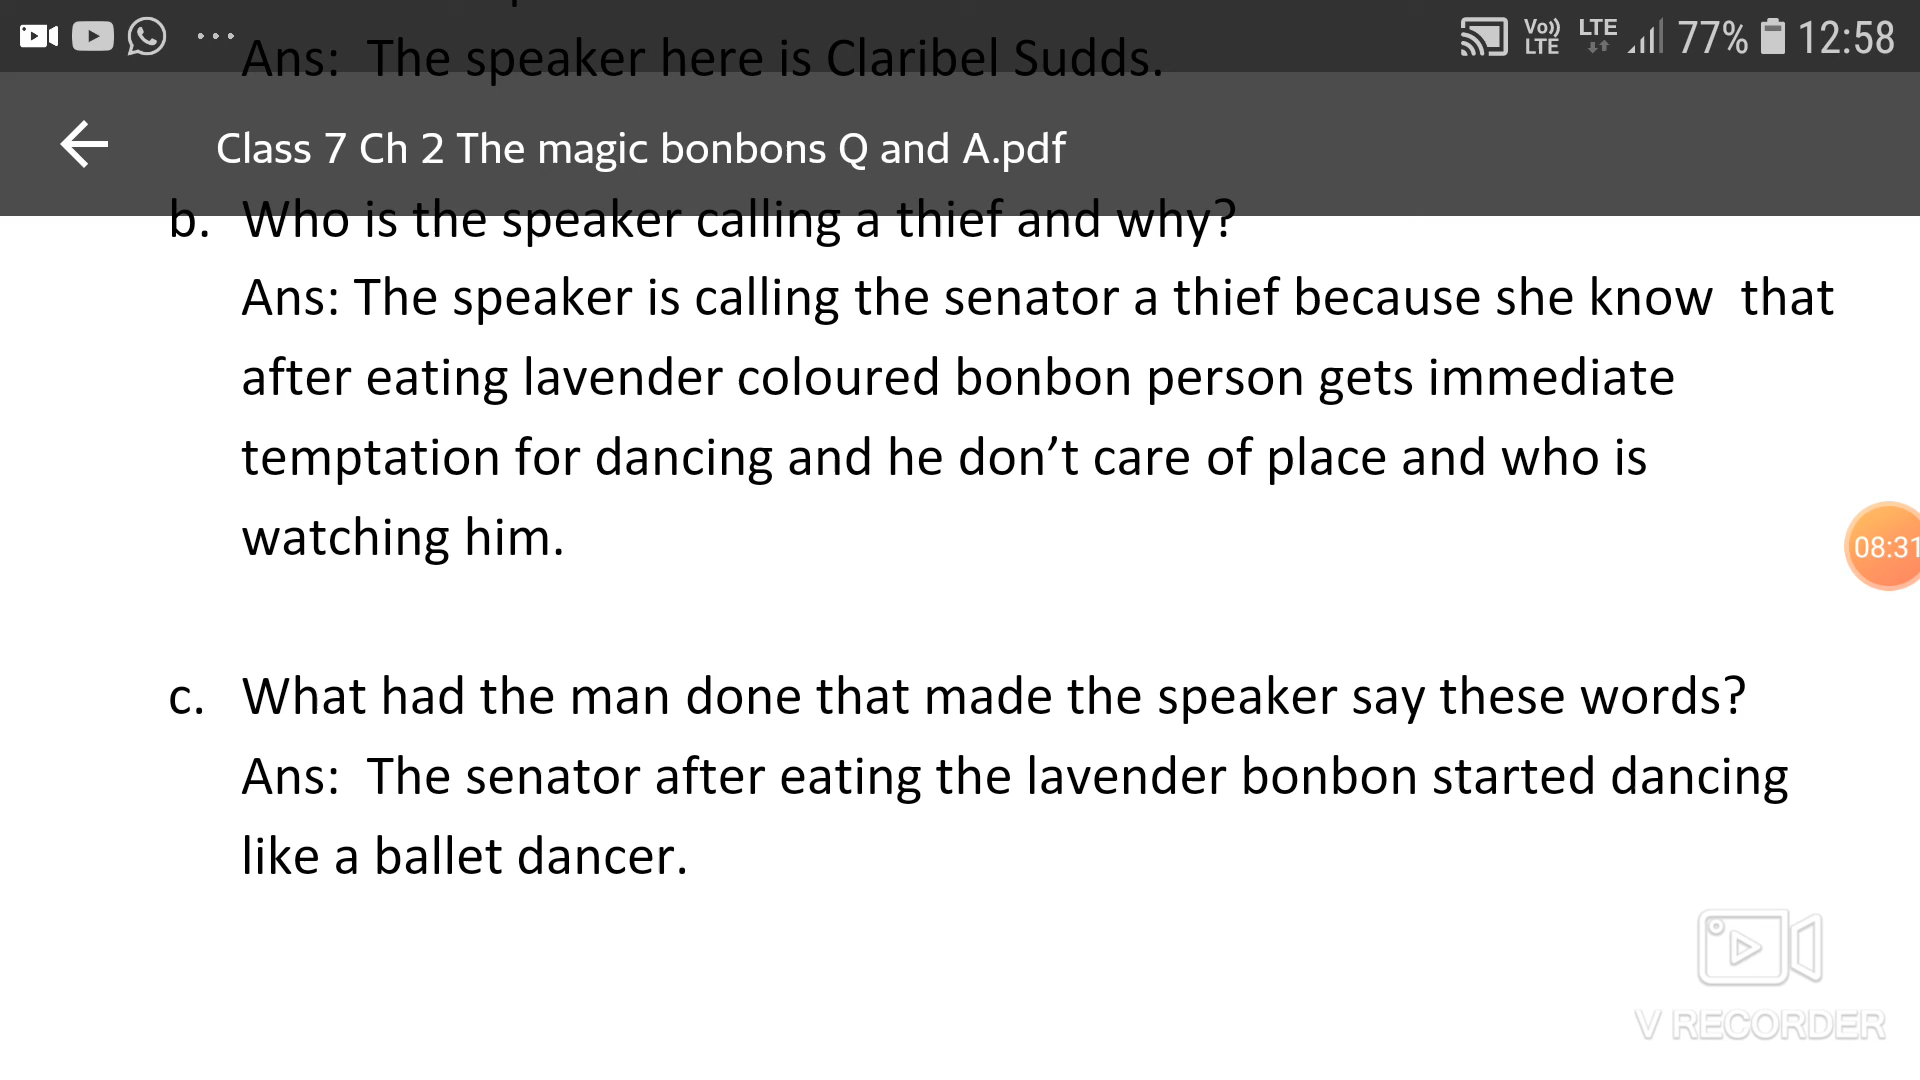 Vo)) LTE LTE 77% 12:58
Ans: The speaker here is Claribel Sudds.
Class 7 Ch 2 The magic bonbons Q and A.pdf
b. Who is the speaker calling a thief and why?
Ans: The speaker is calling the senator a thief because she know that
after eating lavender coloured bonbon person gets immediate
temptation for dancing and he don’t care of place and who is
watching him.
08:31
c. What had the man done that made the speaker say these words?
Ans: The senator after eating the lavender bonbon started dancing
like a ballet dancer.
V RECORDER